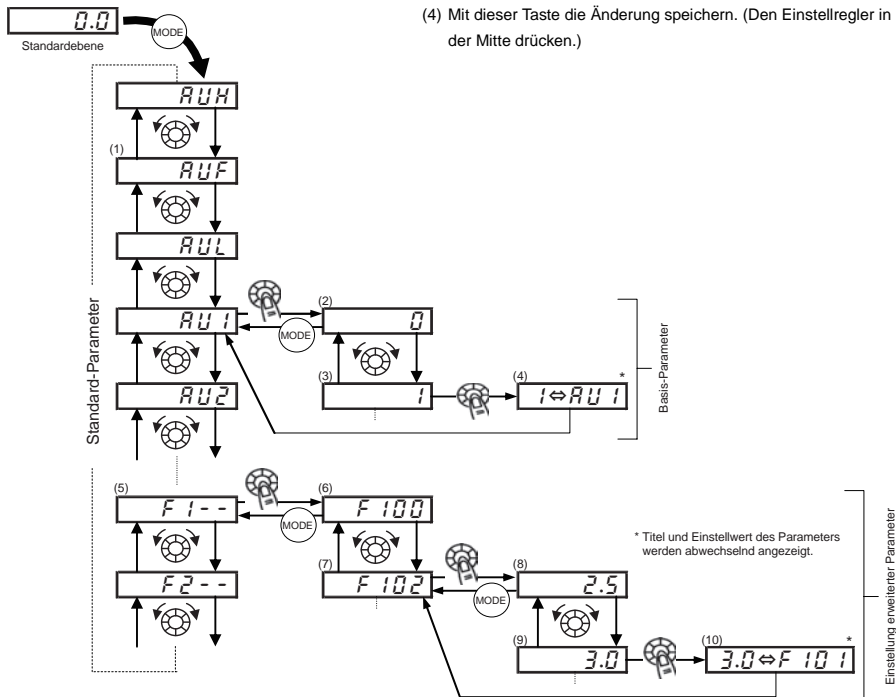 (4) Mit dieser Taste die Änderung speichern. (Den Einstellregler in
der Mitte drücken.)
0.0
Standardebene
MODE
AUH
(1)
AUF
AUL
AU1
MODE
(2)
0
(3)
1
(4)
1⇔AU1
*
AU2
Standard-Parameter
Basis-Parameter
(5)
F1--
MODE
(6)
F100
F2--
(7)
F102
MODE
(8)
2.5
* Titel und Einstellwert des Parameters
werden abwechselnd angezeigt.
(9)
3.0
(10)
3.0⇔F101
*
Einstellung erweiterter Parameter